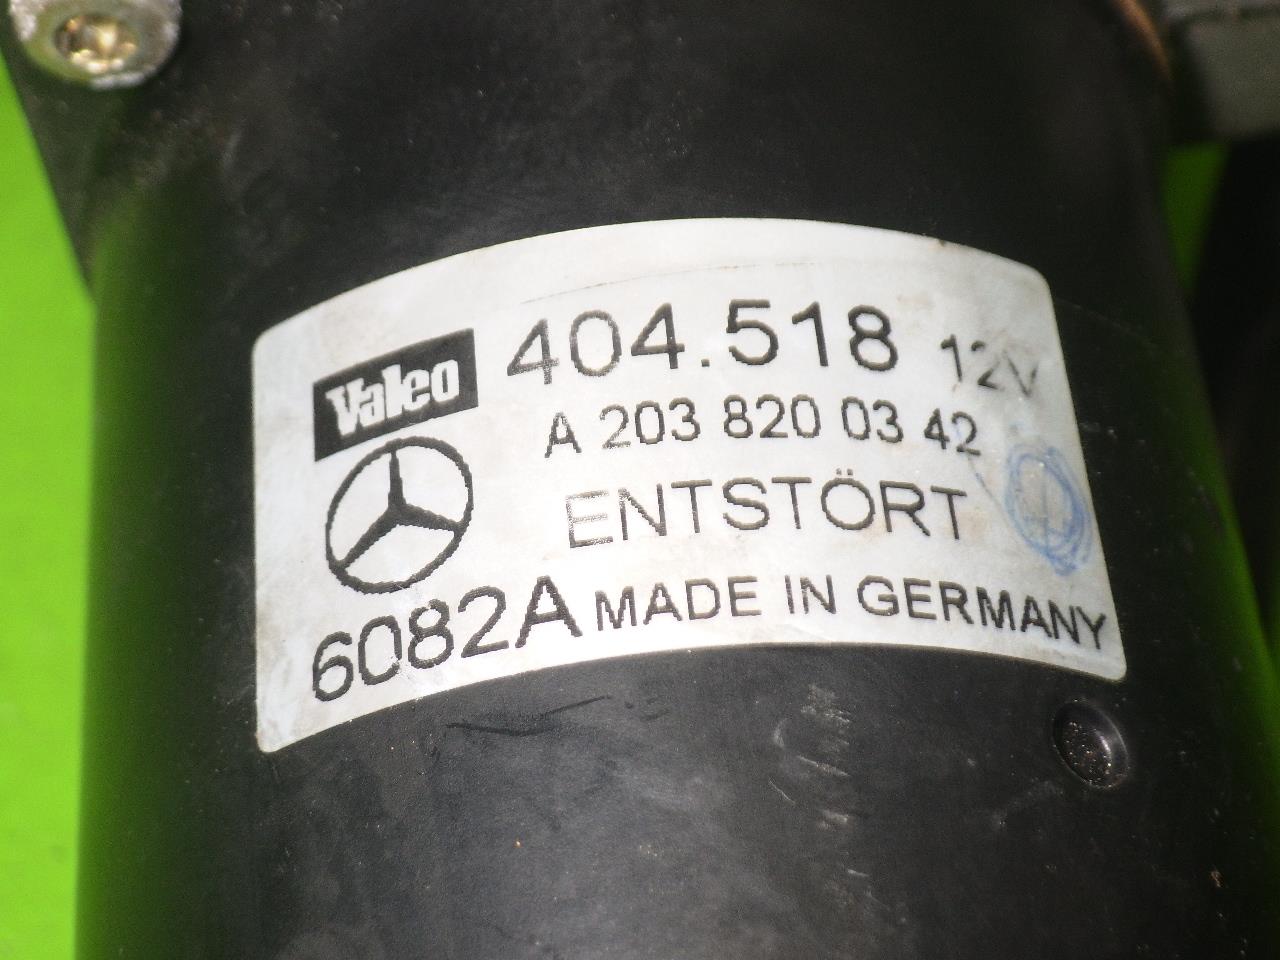 Valeo 404.518 12V
A 203 820 03 42
ENTSTÖRT
6082A MADE IN GERMANY